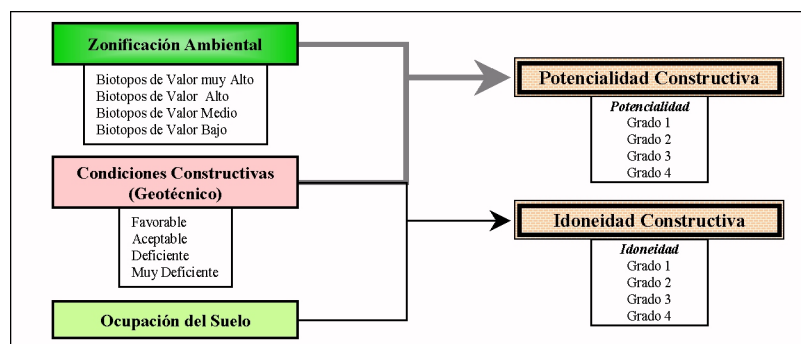 Zonificación Ambiental
Biotopos de Valor muy Alto
Biotopos de Valor Alto
Biotopos de Valor Medio
Biotopos de Valor Bajo
Condiciones Constructivas
(Geotécnico)
Favorable
Aceptable
Deficiente
Muy Deficiente
Ocupación del Suelo
Potencialidad Constructiva
Potencialidad
Grado 1
Grado 2
Grado 3
Grado 4
Idoneidad Constructiva
Idoneidad
Grado 1
Grado 2
Grado 3
Grado 4